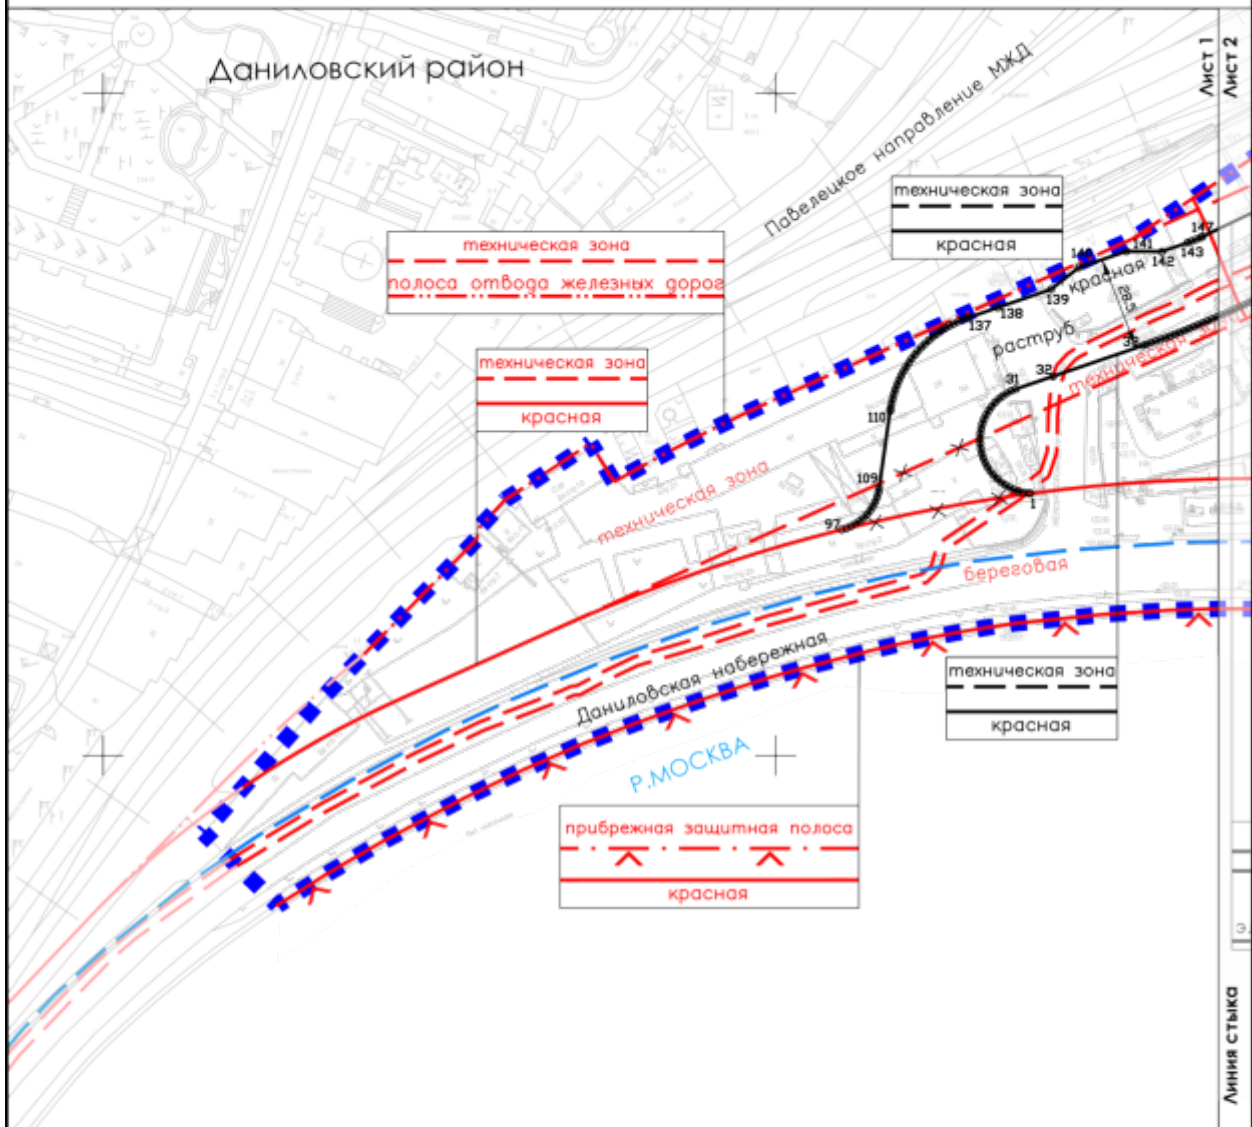 Даниловский район
Павелецкое направление МЖД
Лист 1
Лист 2
техническая зона
красная
техническая зона
полоса отвода железных дорог
техническая зона
красная
147
141
143
142
140
красная
139
28.5
138
137
раструб
техническая
32
31
110
109
97
1
техническая зона
береговая
Даниловская набережная
техническая зона
красная
Р.МОСКВА
прибрежная защитная полоса
красная
Линия стыка